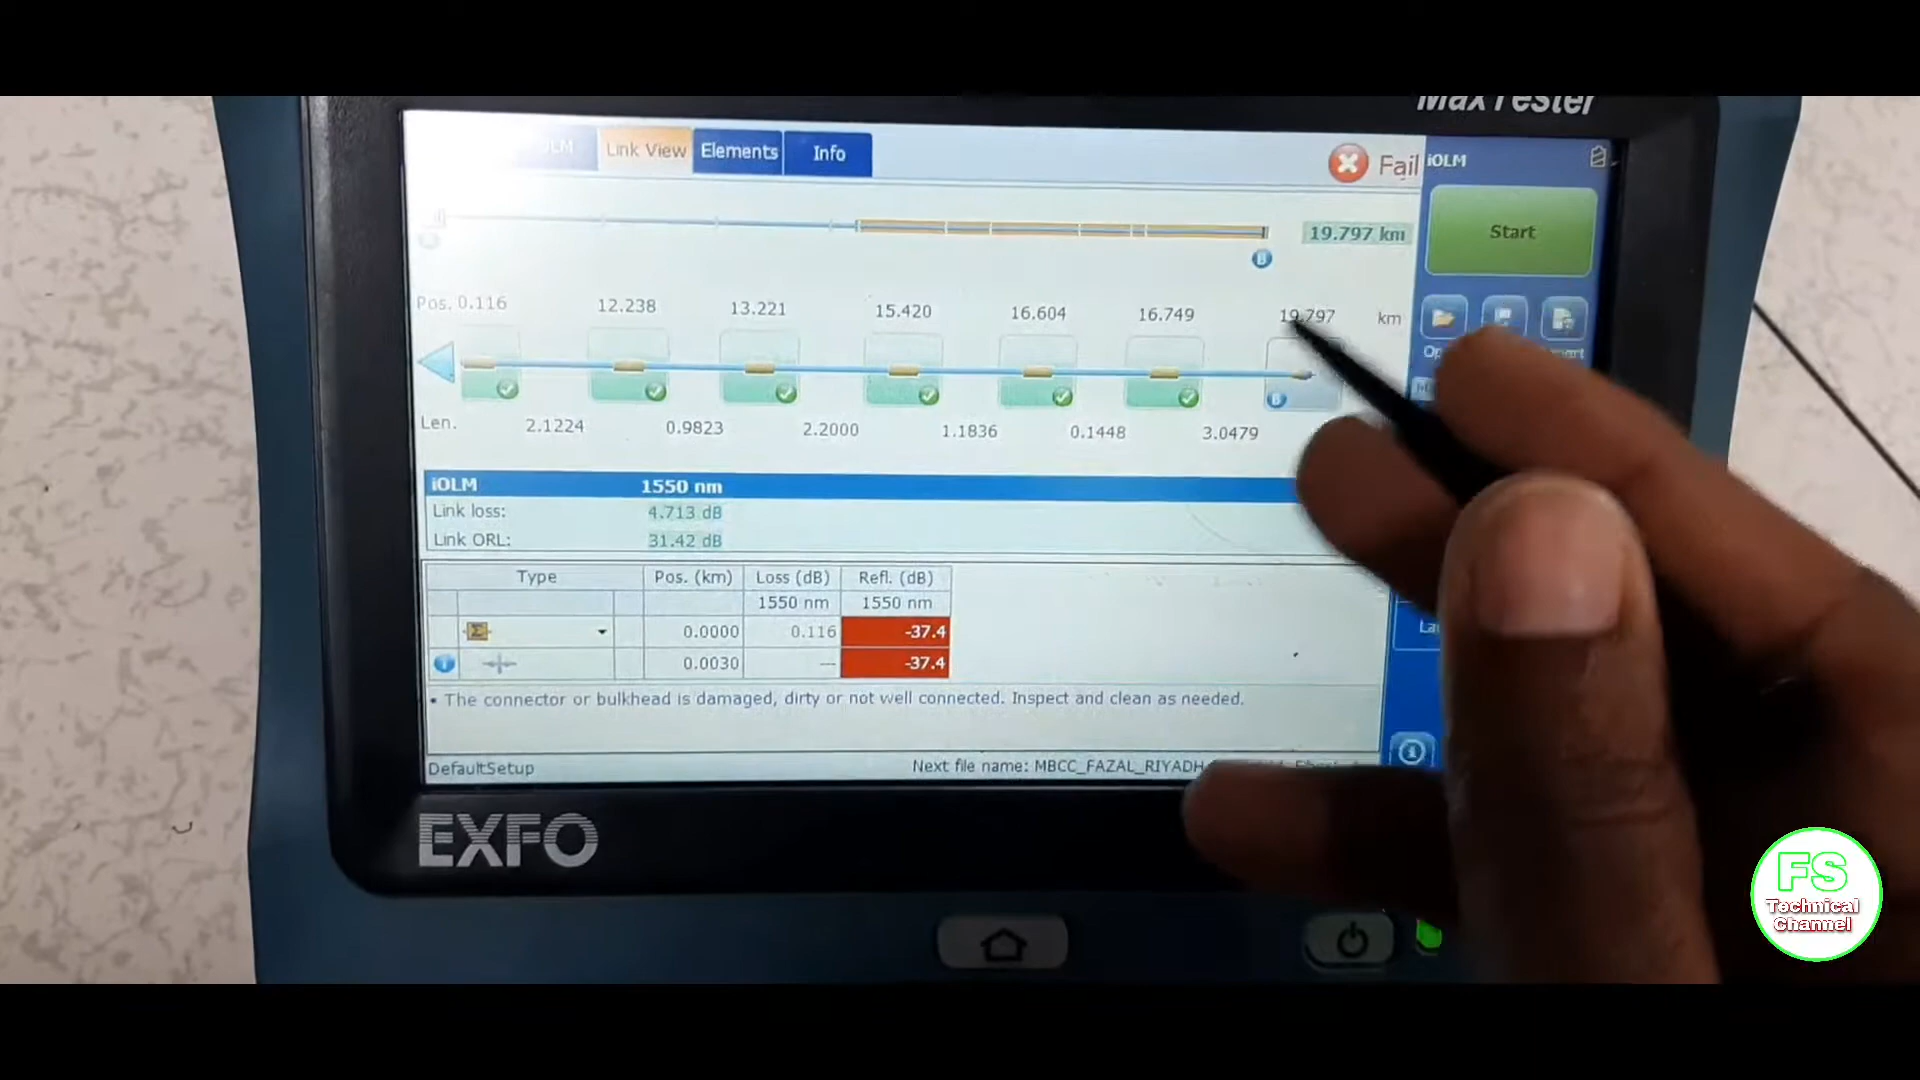 MaxTester
Link View
Elements
Info
Fail
iOLM
Start
19.797 km
B
Pos. 0.116
12.238
13.221
15.420
16.604
16.749
19.797
km
B
Len.
2.1224
0.9823
2.2000
1.1836
0.1448
3.0479
iOLM 1550 nm
Link loss: 4.713 dB
Link ORL: 31.42 dB
Type Pos. (km) Loss (dB) Refl. (dB)
1550 nm 1550 nm
0.0000 0.116 -37.4
0.0030 --- -37.4
• The connector or bulkhead is damaged, dirty or not well connected. Inspect and clean as needed.
DefaultSetup
Next file name: MBCC_FAZAL_RIYADH
EXFO
FS
Technical
Channel